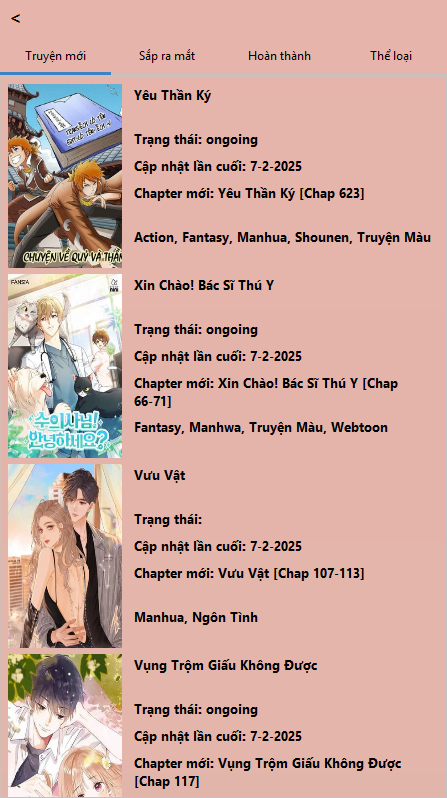 <
Truyện mới
Sắp ra mắt
Hoàn thành
Thể loại
Yêu Thần Ký
Trạng thái: ongoing
Cập nhật lần cuối: 7-2-2025
Chapter mới: Yêu Thần Ký [Chap 623]
Action, Fantasy, Manhua, Shounen, Truyện Màu
CHUYỆN VỀ QUỶ VÀ THẦN
Xin Chào! Bác Sĩ Thú Y
Trạng thái: ongoing
Cập nhật lần cuối: 7-2-2025
Chapter mới: Xin Chào! Bác Sĩ Thú Y [Chap
66-71]
Fantasy, Manhwa, Truyện Màu, Webtoon
수의사님!
안녕하세요?
Vưu Vật
Trạng thái:
Cập nhật lần cuối: 7-2-2025
Chapter mới: Vưu Vật [Chap 107-113]
Manhua, Ngôn Tình
Vụng Trộm Giấu Không Được
Trạng thái: ongoing
Cập nhật lần cuối: 7-2-2025
Chapter mới: Vụng Trộm Giấu Không Được
[Chap 117]